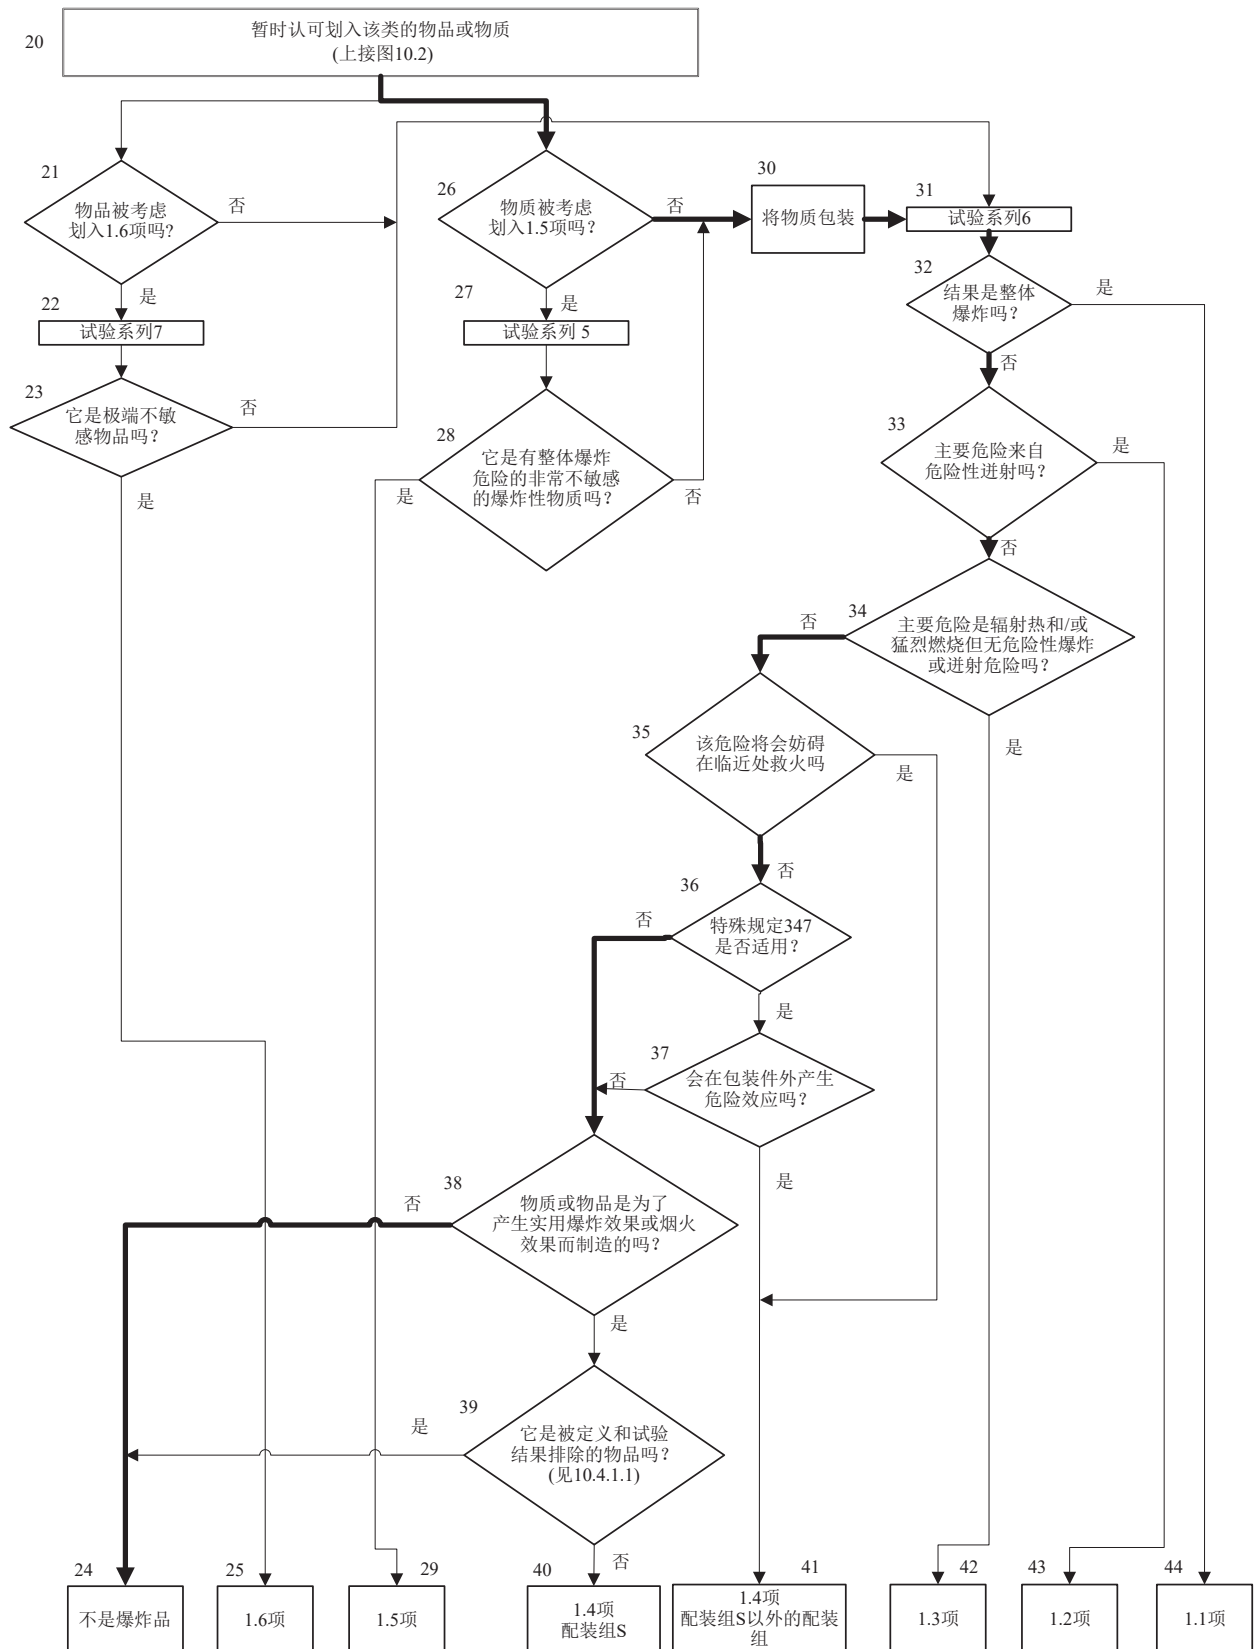 20
暂时认可划入该类的物品或物质
(上接图10.2)
21
物品被考虑
划入1.6项吗?
否
是
22
试验系列7
23
它是极端不敏
感物品吗？
否
是
26
物质被考虑
划入1.5项吗？
否
是
27
试验系列 5
28
它是有整体爆炸
危险的非常不敏感
的爆炸性物质吗？
是
否
30
将物质包装
31
试验系列6
32
结果是整体
爆炸吗？
是
否
33
主要危险来自
危险性迸射吗？
是
否
34
主要危险是辐射热和/或
猛烈燃烧但无危险性爆炸
或迸射危险吗？
否
是
35
该危险将会妨碍
在临近处救火吗
是
否
36
特殊规定347
是否适用？
否
是
37
会在包装件外产生
危险效应吗？
否
是
38
物质或物品是为了
产生实用爆炸效果或烟火
效果而制造的吗？
否
是
39
它是被定义和试验
结果排除的物品吗？
(见10.4.1.1)
是
否
24
不是爆炸品
25
1.6项
29
1.5项
40
1.4项
配装组S
41
1.4项
配装组S以外的配装
组
42
1.3项
43
1.2项
44
1.1项